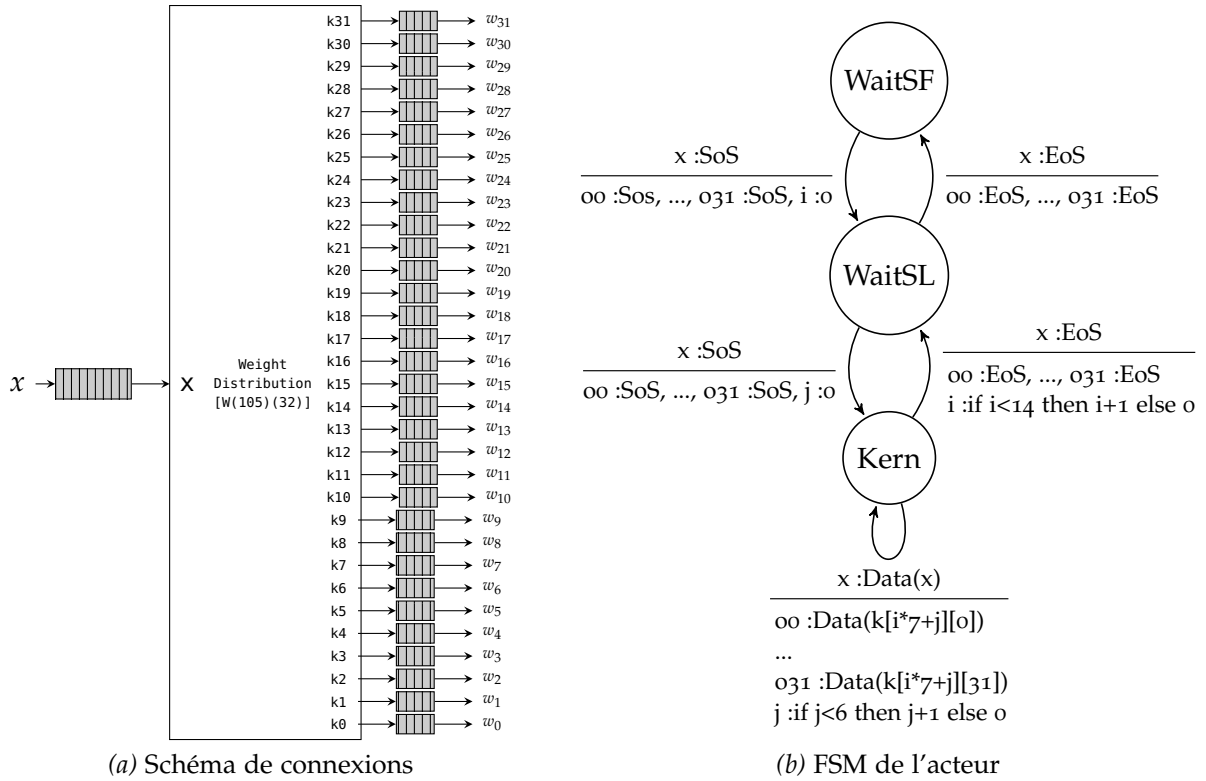 k31 w31
k30 w30
k29 w29
k28 w28
k27 w27
k26 w26
k25 w25
k24 w24
k23 w23
k22 w22
k21 w21
k20 w20
k19 w19
k18 w18
k17 w17
k16 w16
k15 w15
k14 w14
k13 w13
k12 w12
k11 w11
k10 w10
k9 w9
k8 w8
k7 w7
k6 w6
k5 w5
k4 w4
k3 w3
k2 w2
k1 w1
k0 w0
x
x
Weight
Distribution
[W(105)(32)]
(a) Schéma de connexions
WaitSF
x :SoS
o0 :Sos, ..., o31 :SoS, i :0
x :EoS
o0 :EoS, ..., o31 :EoS
WaitSL
x :SoS
o0 :SoS, ..., o31 :SoS, j :0
x :EoS
o0 :EoS, ..., o31 :EoS
i :if i<14 then i+1 else 0
Kern
x :Data(x)
o0 :Data(k[i*7+j][0])
...
o31 :Data(k[i*7+j][31])
j :if j<6 then j+1 else 0
(b) FSM de l'acteur